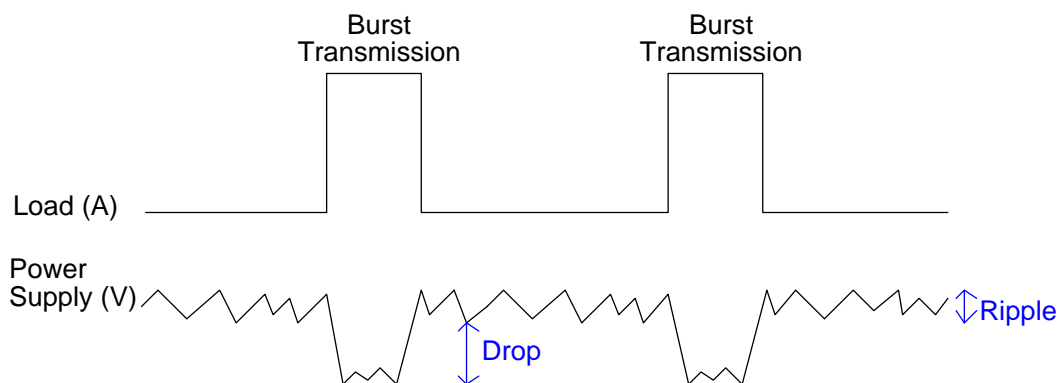 Burst
Transmission
Burst
Transmission
Load (A)
Power
Supply (V)
Ripple
Drop